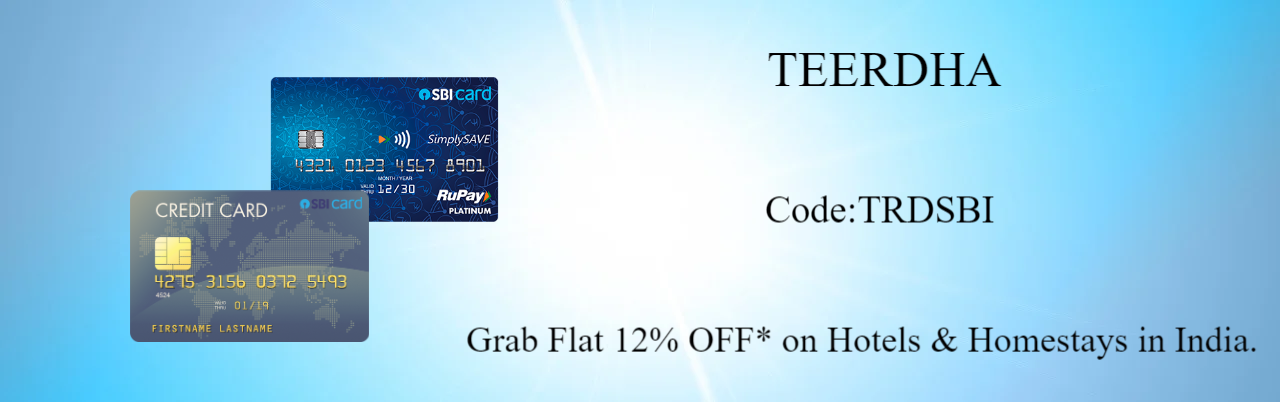 TEERDHA
SBI card
SimplySAVE
4321 0123 4567 8901
MONTH / YEAR
VALID THRU 12/30
RuPay
PLATINUM
CREDIT CARD
SBI card
4275 3156 0372 5493
4524
VALID THRU 01/19
FIRSTNAME LASTNAME
Code:TRDSBI
Grab Flat 12% OFF* on Hotels & Homestays in India.